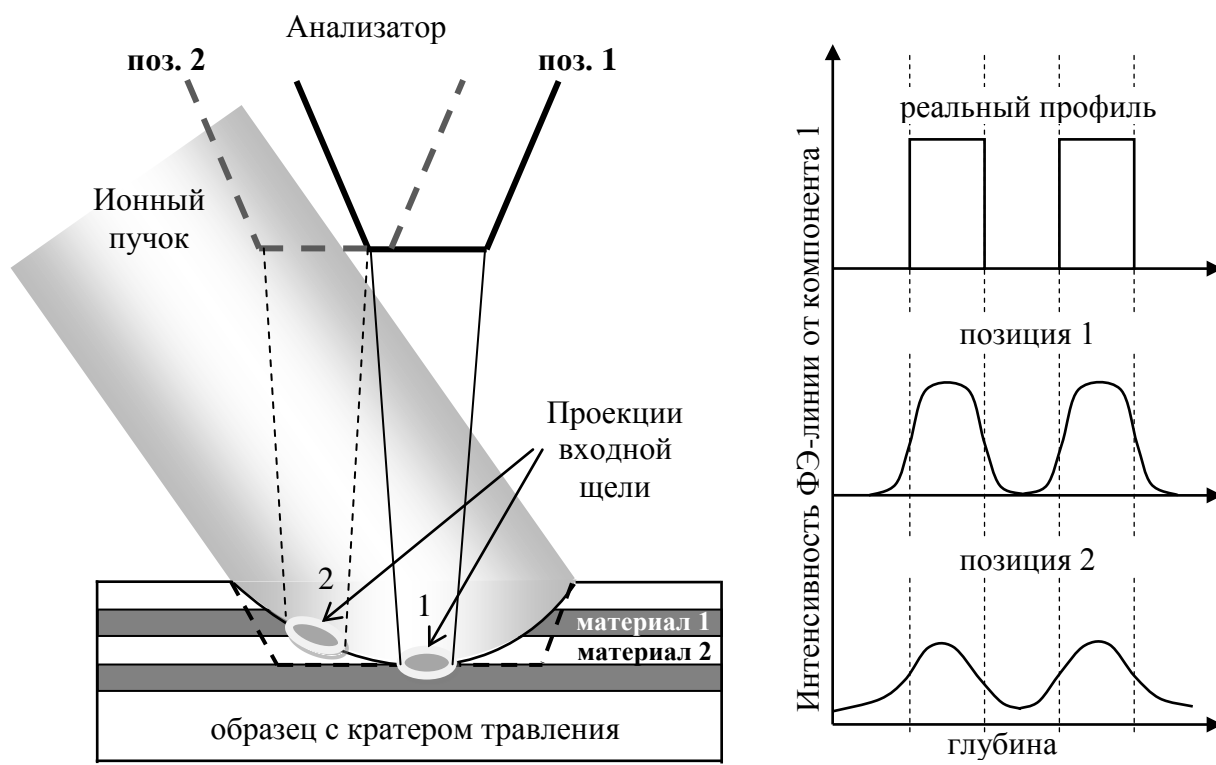 Анализатор
поз. 2
поз. 1
Ионный
пучок
Проекции
входной
щели
2
1
материал 1
материал 2
образец с кратером травления
Интенсивность ФЭ-линии от компонента 1
реальный профиль
позиция 1
позиция 2
глубина